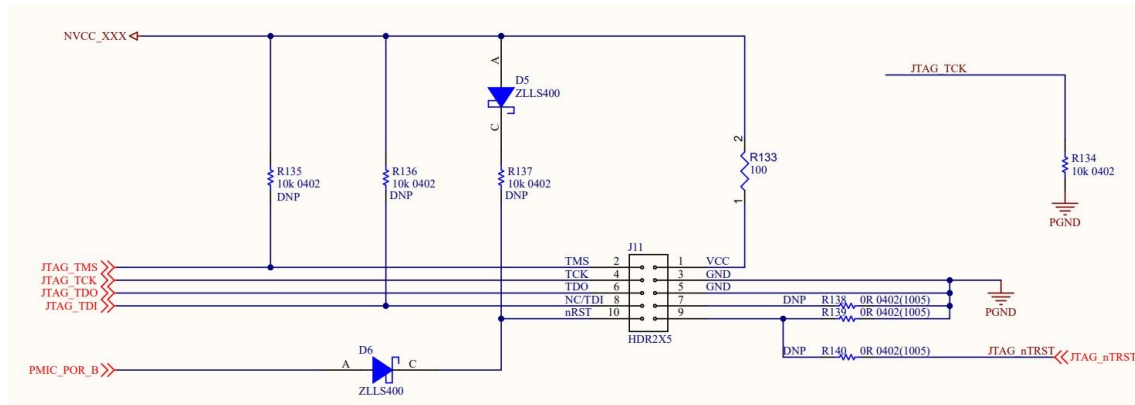 NVCC_XXX
JTAG_TCK
A
D5
ZLLS400
C
2
R133
100
1
R135
10k 0402
DNP
R136
10k 0402
DNP
R137
10k 0402
DNP
R134
10k 0402
PGND
J11
JTAG_TMS
TMS 2 1 VCC
JTAG_TCK
TCK 4 3 GND
JTAG_TDO
TDO 6 5 GND
JTAG_TDI
NC/TDI 8 7 DNP R138 0R 0402(1005)
nRST 10 9 R139 0R 0402(1005)
PGND
HDR2X5
DNP R140 0R 0402(1005) JTAG_nTRST JTAG_nTRST
D6
PMIC_POR_B A C
ZLLS400